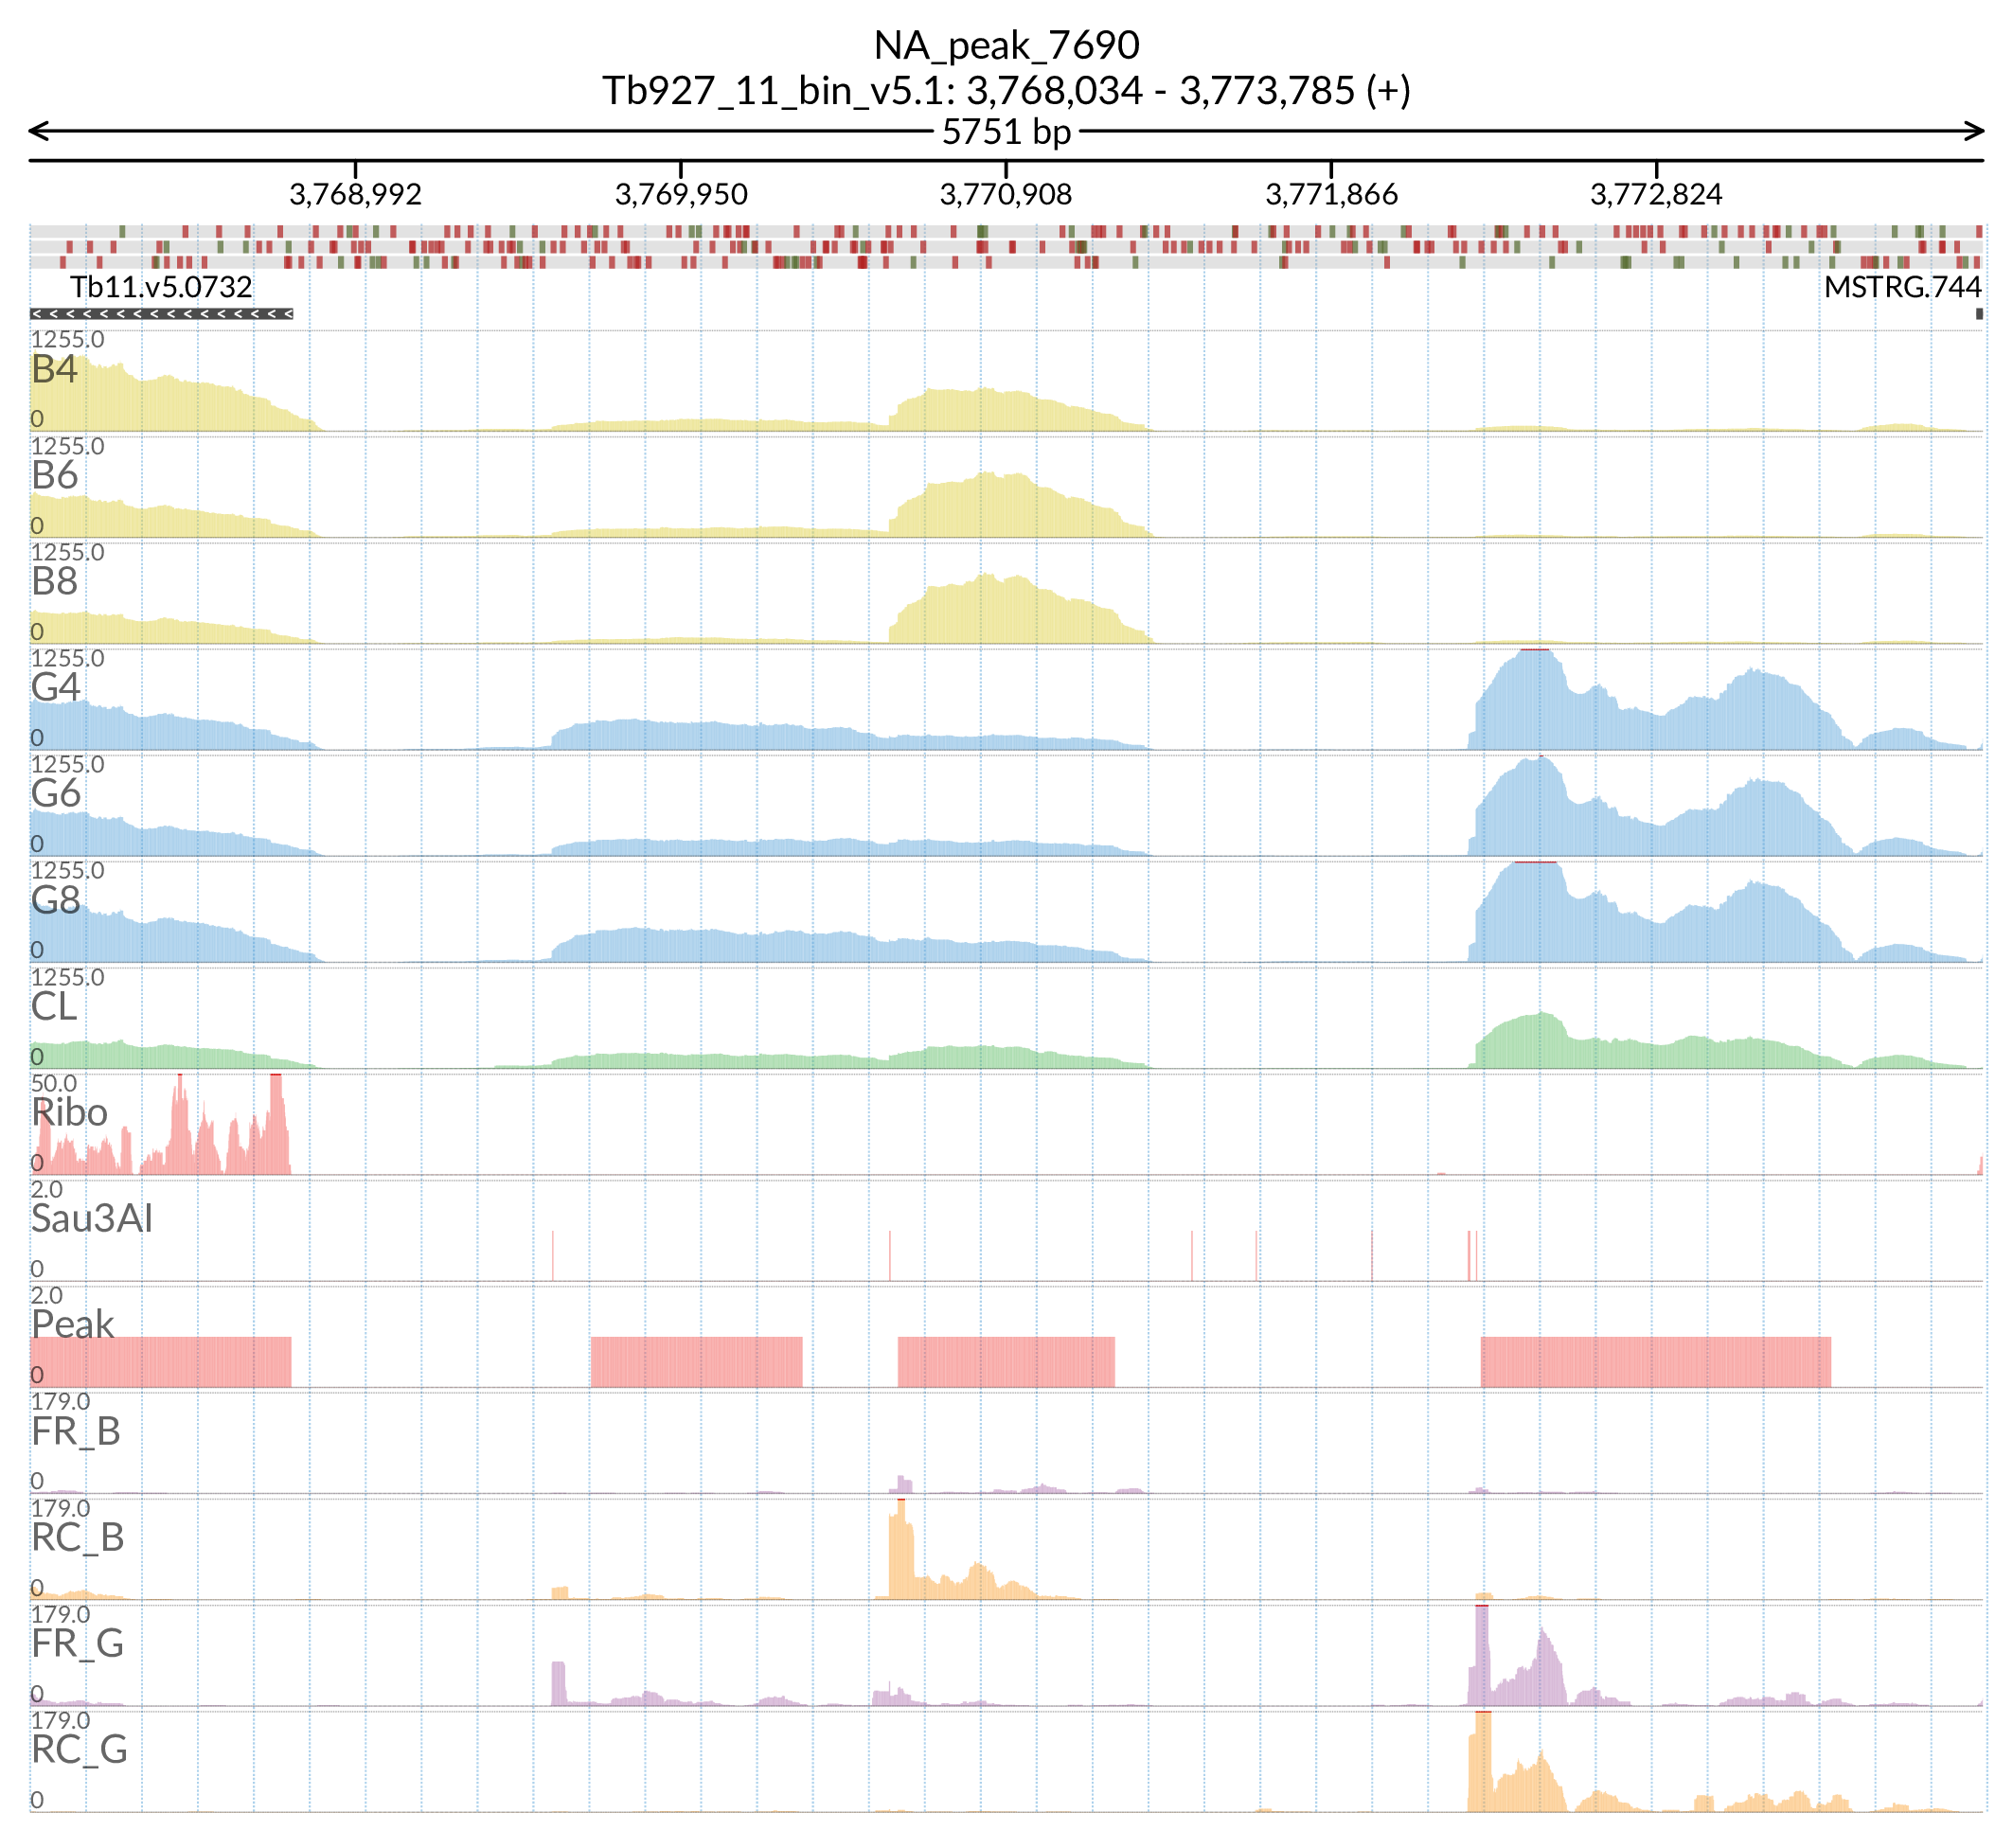 NA_peak_7690
Tb927_11_bin_v5.1: 3,768,034 - 3,773,785 (+)
5751 bp
3,768,992 3,769,950 3,770,908 3,771,866 3,772,824
Tb11.v5.0732 MSTRG.744
1255.0
B4
0
1255.0
B6
0
1255.0
B8
0
1255.0
G4
0
1255.0
G6
0
1255.0
G8
0
1255.0
CL
0
50.0
Ribo
0
2.0
Sau3AI
0
2.0
Peak
0
179.0
FR_B
0
179.0
RC_B
0
179.0
FR_G
0
179.0
RC_G
0